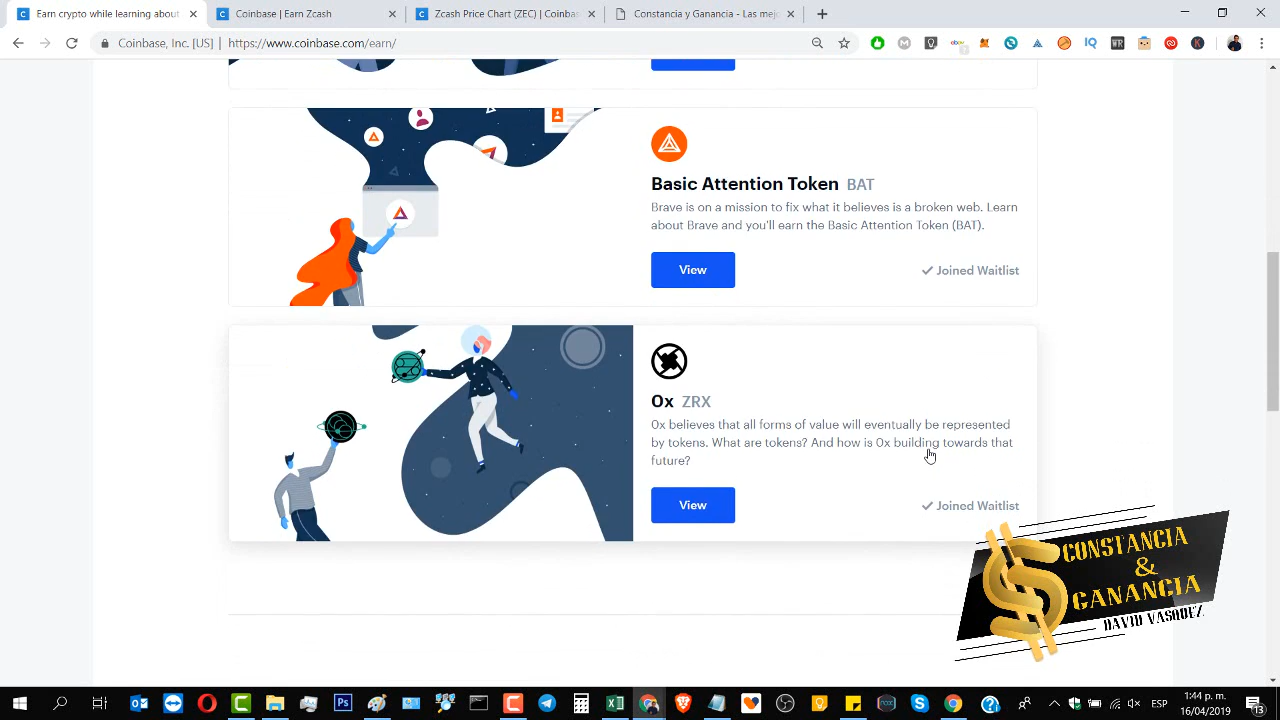 Earn crypto while learning about
Coinbase | Earn Zcash
Zcash Price Chart (ZEC) | Coinbas
Constancia y Ganancia - Las mejo
Coinbase, Inc. [US] | https://www.coinbase.com/earn/
Basic Attention Token BAT
Brave is on a mission to fix what it believes is a broken web. Learn
about Brave and you'll earn the Basic Attention Token (BAT).
View
Joined Waitlist
0x ZRX
0x believes that all forms of value will eventually be represented
by tokens. What are tokens? And how is 0x building towards that
future?
View
Joined Waitlist
CONSTANCIA
&
GANANCIA
DAVID VASQUEZ
ESP
1:44 p. m.
16/04/2019